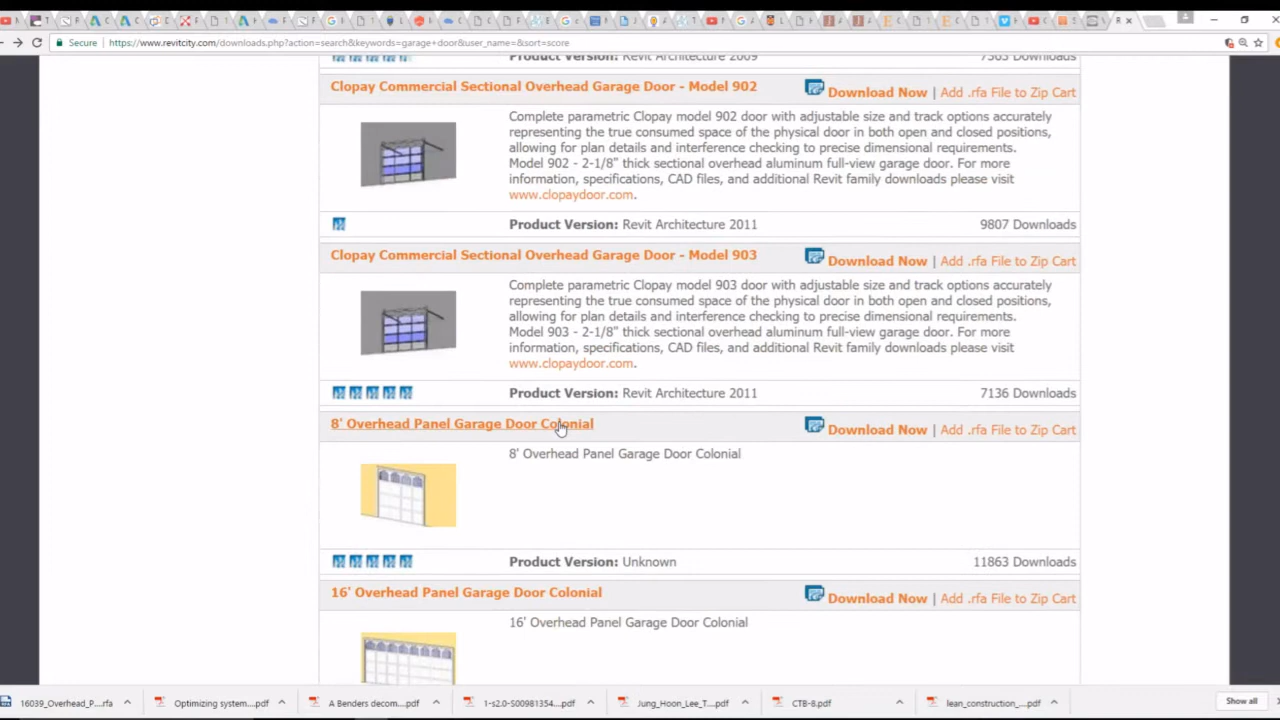 Secure https://www.revitcity.com/downloads.php?action=search&keywords=garage+door&user_name=&sort=score
Product Version: Revit Architecture 2009 7363 Downloads
Clopay Commercial Sectional Overhead Garage Door - Model 902 Download Now | Add .rfa File to Zip Cart
Complete parametric Clopay model 902 door with adjustable size and track options accurately
representing the true consumed space of the physical door in both open and closed positions,
allowing for plan details and interference checking to precise dimensional requirements.
Model 902 - 2-1/8" thick sectional overhead aluminum full-view garage door. For more
information, specifications, CAD files, and additional Revit family downloads please visit
www.clopaydoor.com.
Product Version: Revit Architecture 2011 9807 Downloads
Clopay Commercial Sectional Overhead Garage Door - Model 903 Download Now | Add .rfa File to Zip Cart
Complete parametric Clopay model 903 door with adjustable size and track options accurately
representing the true consumed space of the physical door in both open and closed positions,
allowing for plan details and interference checking to precise dimensional requirements.
Model 903 - 2-1/8" thick sectional overhead aluminum full-view garage door. For more
information, specifications, CAD files, and additional Revit family downloads please visit
www.clopaydoor.com.
Product Version: Revit Architecture 2011 7136 Downloads
8' Overhead Panel Garage Door Colonial Download Now | Add .rfa File to Zip Cart
8' Overhead Panel Garage Door Colonial
Product Version: Unknown 11863 Downloads
16' Overhead Panel Garage Door Colonial Download Now | Add .rfa File to Zip Cart
16' Overhead Panel Garage Door Colonial
16039_Overhead_P....rfa Optimizing system....pdf A Benders decom....pdf 1-s2.0-S00981354....pdf Jung_Hoon_Lee_T....pdf CTB-8.pdf lean_construction_....pdf Show all